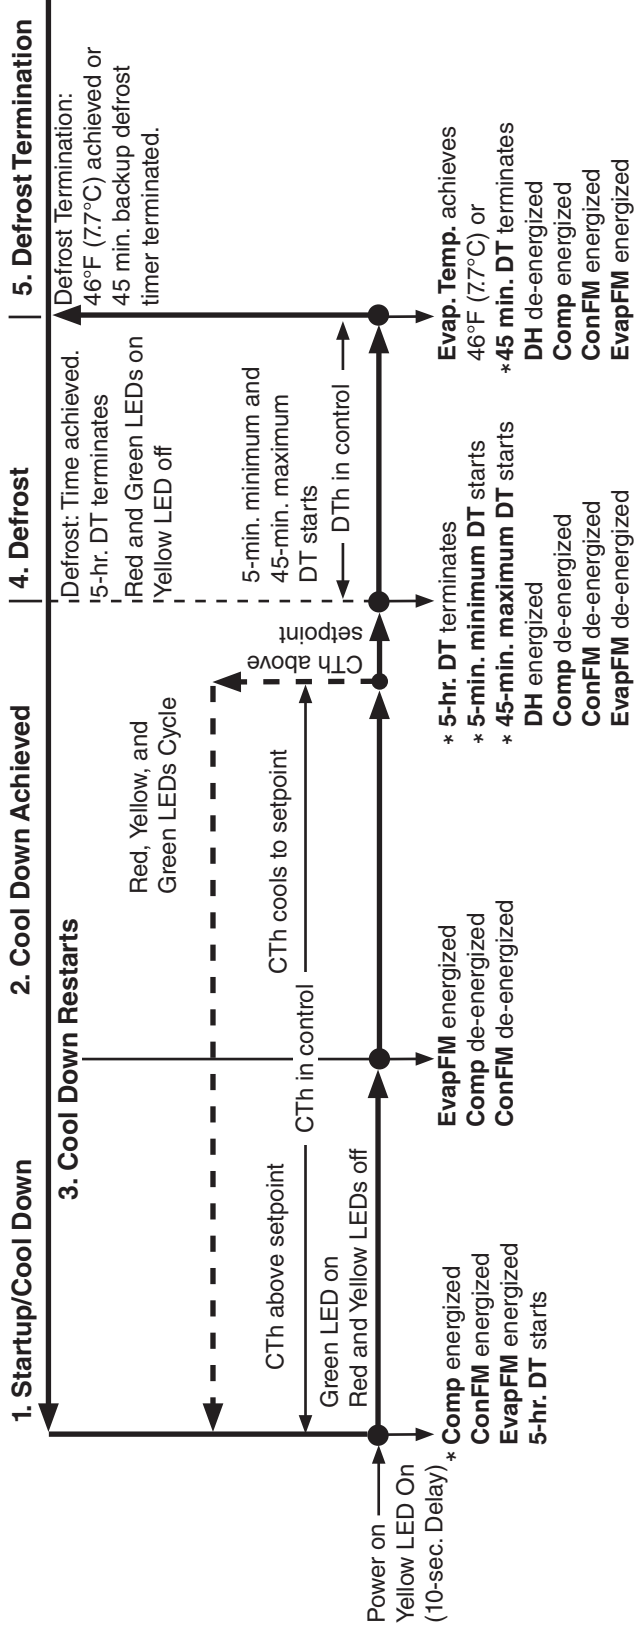 1. Startup/Cool Down
2. Cool Down Achieved
3. Cool Down Restarts
4. Defrost
5. Defrost Termination
Defrost: Time achieved.
5-hr. DT terminates
Red and Green LEDs on
Yellow LED off
Defrost Termination:
46°F (7.7°C) achieved or
45 min. backup defrost
timer terminated.
Red, Yellow, and
Green LEDs Cycle
CTh above setpoint
CTh cools to setpoint
CTh in control
CTh above
setpoint
5-min. minimum and
45-min. maximum
DT starts
DTh in control
Green LED on
Red and Yellow LEDs off
Power on
Yellow LED On
(10-sec. Delay)
* Comp energized
ConFM energized
EvapFM energized
5-hr. DT starts
EvapFM energized
Comp de-energized
ConFM de-energized
* 5-hr. DT terminates
* 5-min. minimum DT starts
* 45-min. maximum DT starts
DH energized
Comp de-energized
ConFM de-energized
EvapFM de-energized
Evap. Temp. achieves
46°F (7.7°C) or
*45 min. DT terminates
DH de-energized
Comp energized
ConFM energized
EvapFM energized